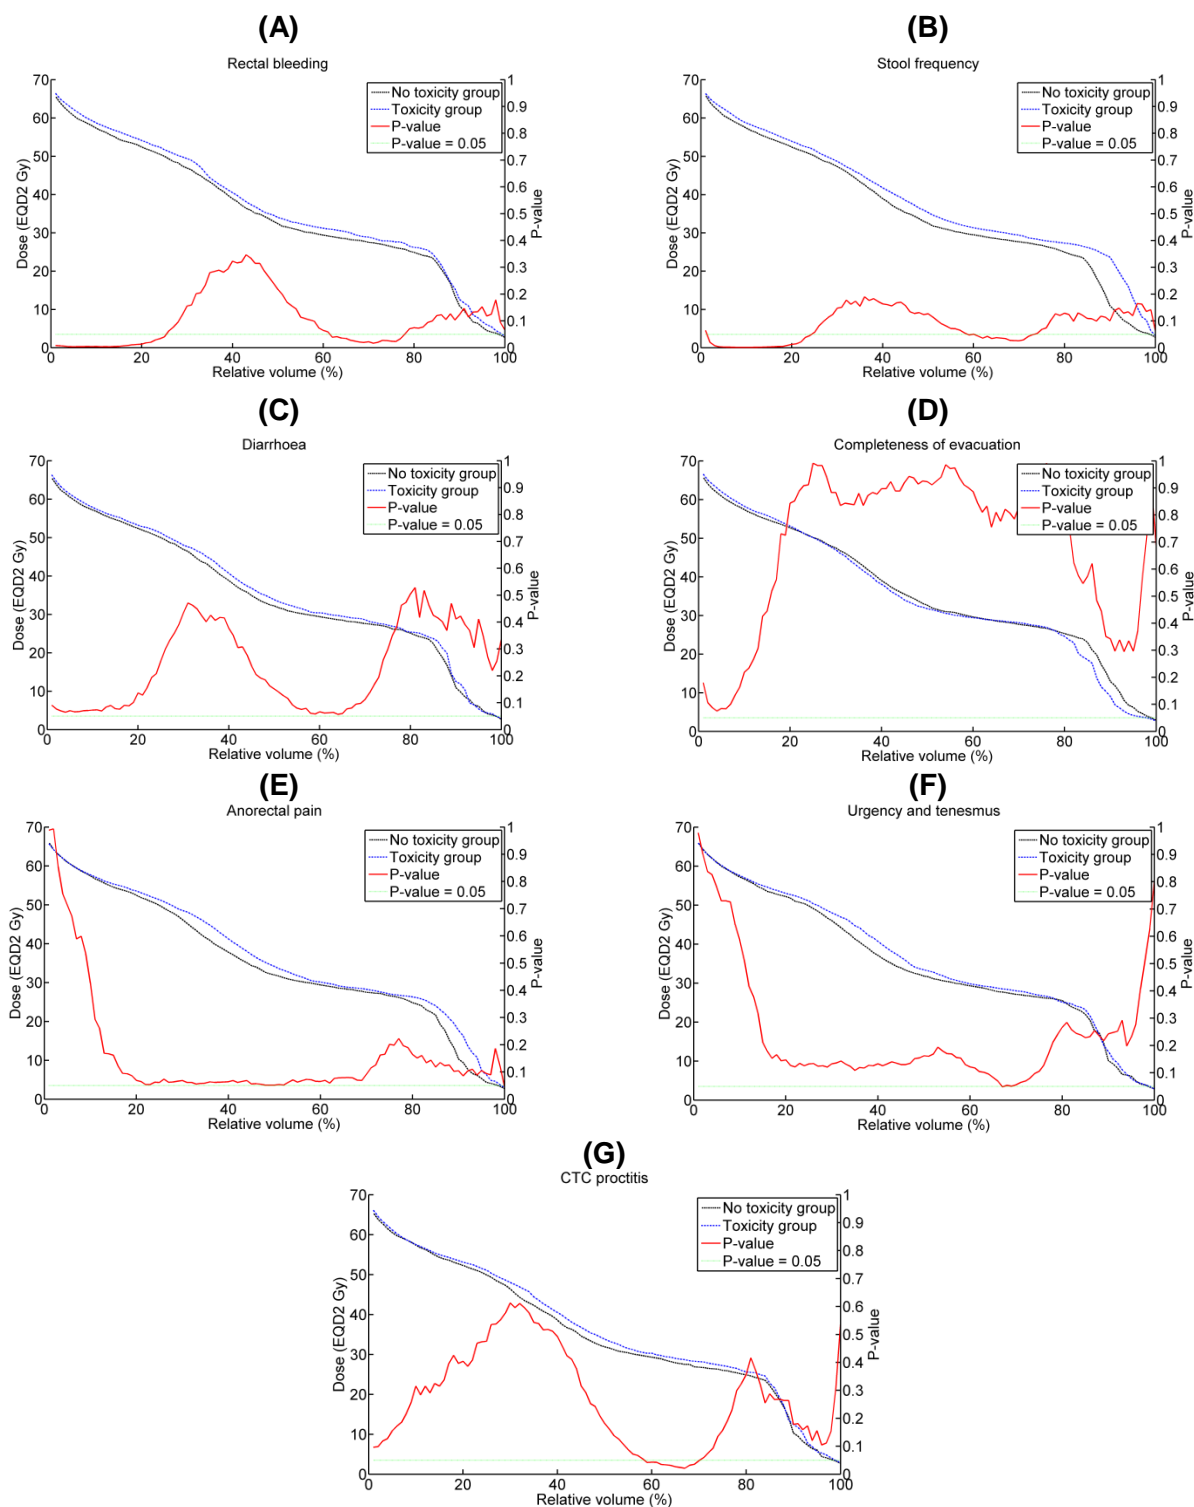 (A)
Rectal bleeding
70
60
50
40
30
20
10
0
Dose (EQD2 Gy)
No toxicity group
Toxicity group
P-value
P-value = 0.05
1
0.9
0.8
0.7
0.6
0.5
0.4
0.3
0.2
0.1
0
P-value
0 20 40 60 80 100
Relative volume (%)
(B)
Stool frequency
70
60
50
40
30
20
10
0
Dose (EQD2 Gy)
No toxicity group
Toxicity group
P-value
P-value = 0.05
1
0.9
0.8
0.7
0.6
0.5
0.4
0.3
0.2
0.1
0
P-value
0 20 40 60 80 100
Relative volume (%)
(C)
Diarrhoea
70
60
50
40
30
20
10
0
Dose (EQD2 Gy)
No toxicity group
Toxicity group
P-value
P-value = 0.05
1
0.9
0.8
0.7
0.6
0.5
0.4
0.3
0.2
0.1
0
P-value
0 20 40 60 80 100
Relative volume (%)
(D)
Completeness of evacuation
70
60
50
40
30
20
10
0
Dose (EQD2 Gy)
No toxicity group
Toxicity group
P-value
P-value = 0.05
1
0.9
0.8
0.7
0.6
0.5
0.4
0.3
0.2
0.1
0
P-value
0 20 40 60 80 100
Relative volume (%)
(E)
Anorectal pain
70
60
50
40
30
20
10
0
Dose (EQD2 Gy)
No toxicity group
Toxicity group
P-value
P-value = 0.05
1
0.9
0.8
0.7
0.6
0.5
0.4
0.3
0.2
0.1
0
P-value
0 20 40 60 80 100
Relative volume (%)
(F)
Urgency and tenesmus
70
60
50
40
30
20
10
0
Dose (EQD2 Gy)
No toxicity group
Toxicity group
P-value
P-value = 0.05
1
0.9
0.8
0.7
0.6
0.5
0.4
0.3
0.2
0.1
0
P-value
0 20 40 60 80 100
Relative volume (%)
(G)
CTC proctitis
70
60
50
40
30
20
10
0
Dose (EQD2 Gy)
No toxicity group
Toxicity group
P-value
P-value = 0.05
1
0.9
0.8
0.7
0.6
0.5
0.4
0.3
0.2
0.1
0
P-value
0 20 40 60 80 100
Relative volume (%)